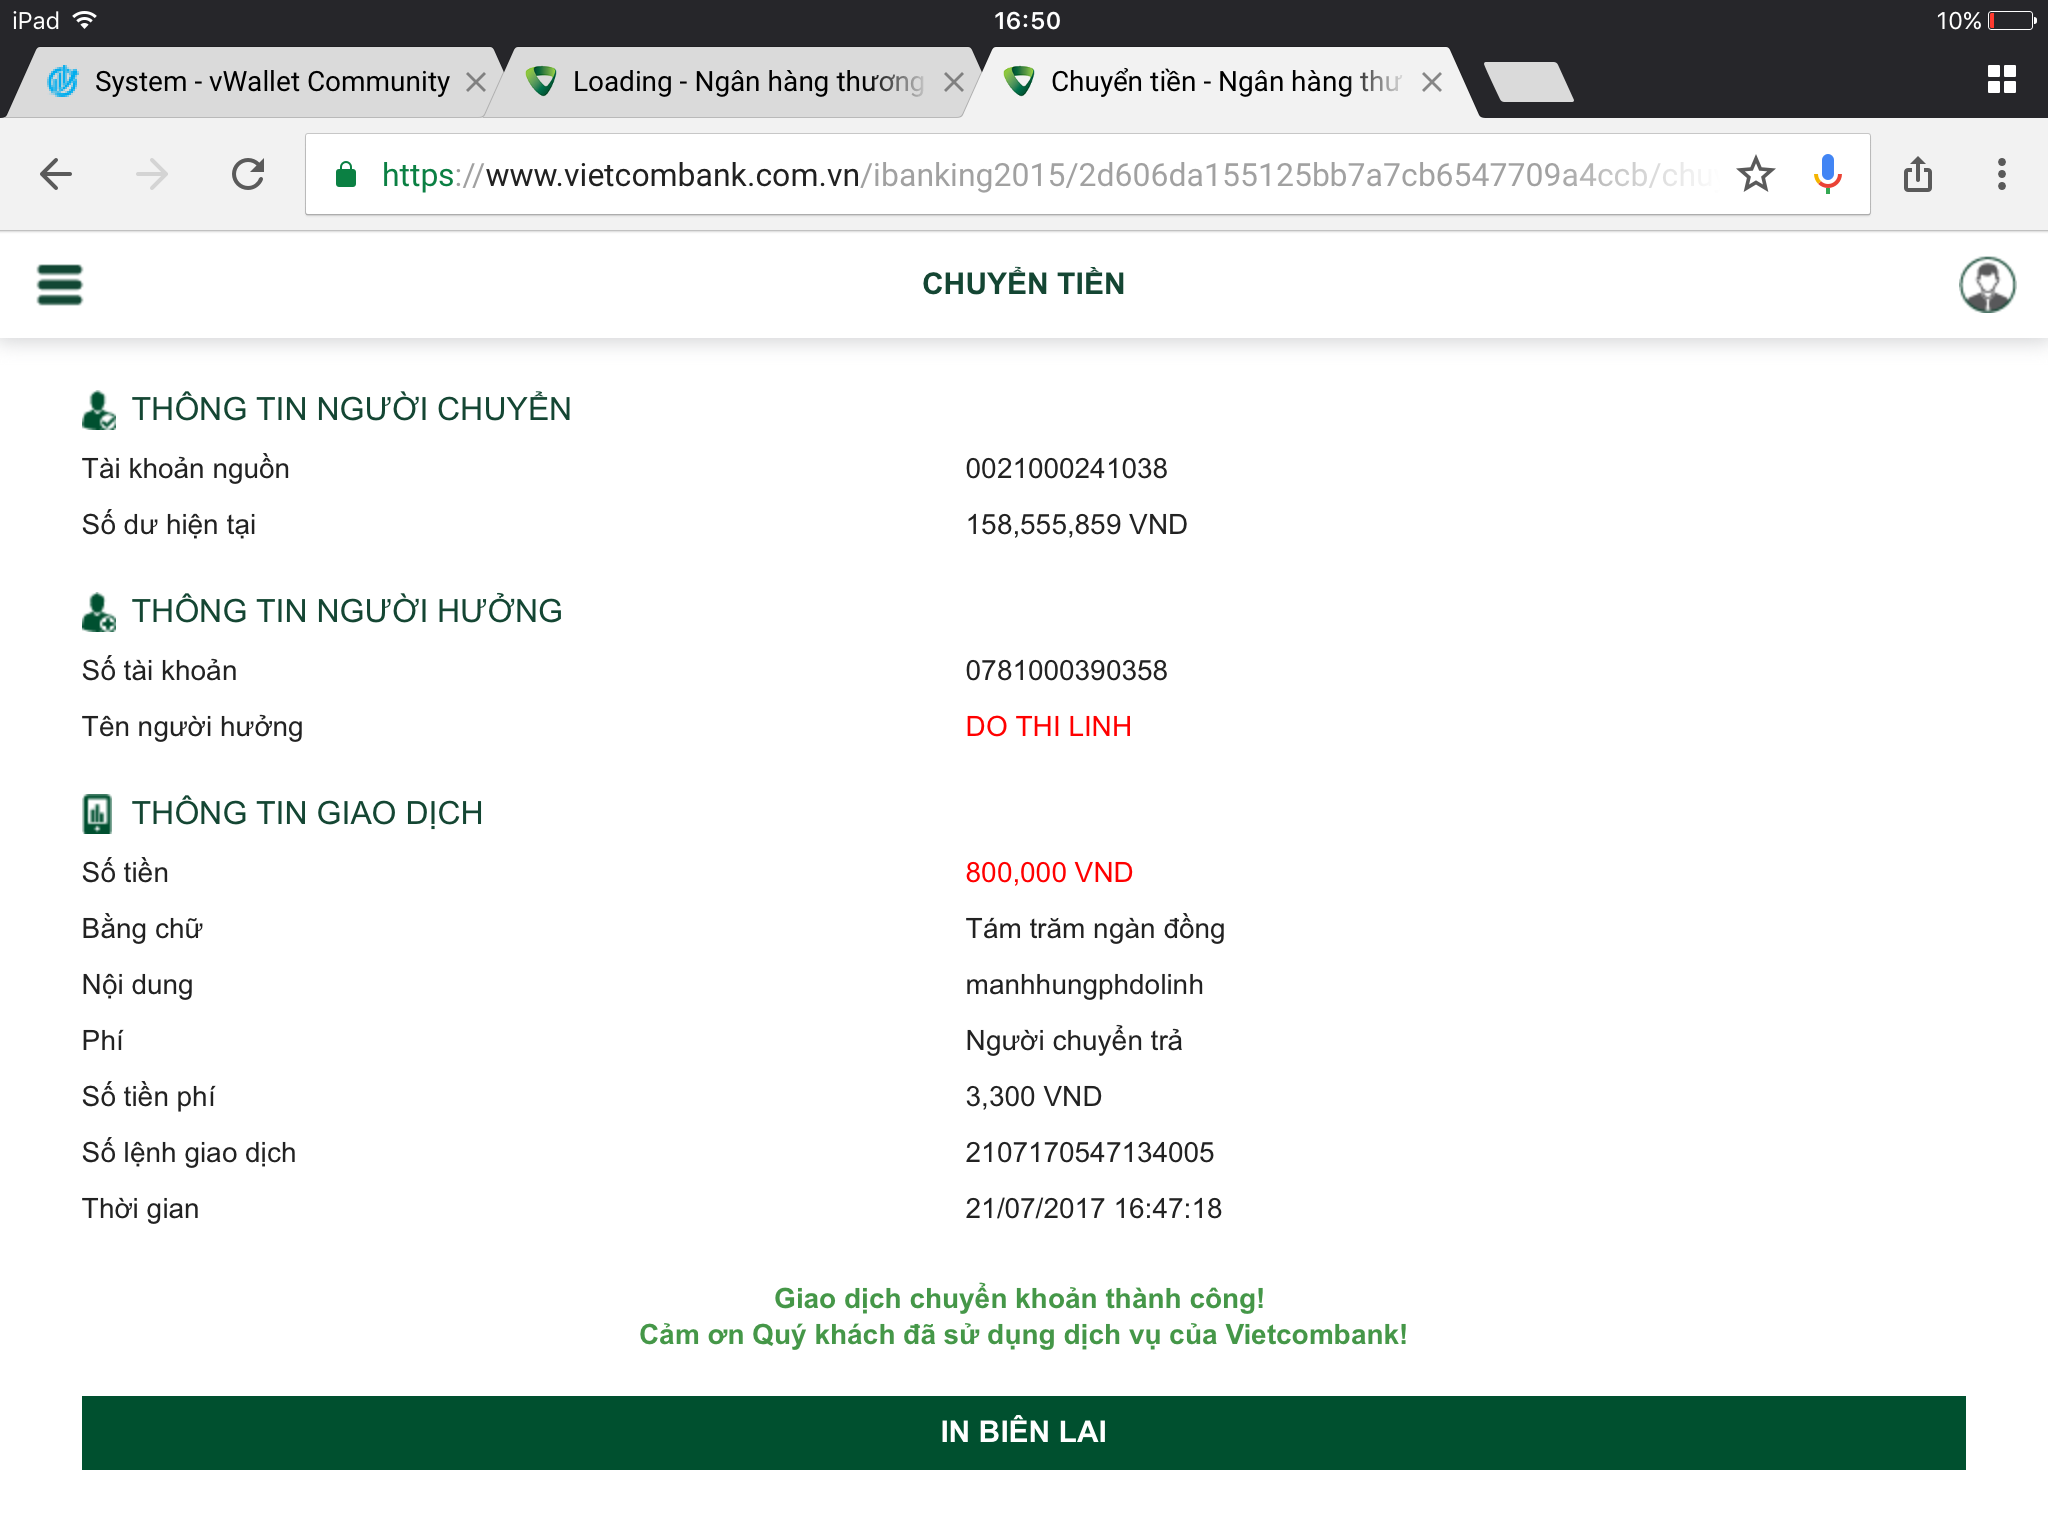 iPad 16:50 10%
System - vWallet Community Loading - Ngân hàng thương Chuyển tiền - Ngân hàng thư
https://www.vietcombank.com.vn/ibanking2015/2d606da155125bb7a7cb6547709a4ccb/chu
CHUYỂN TIỀN
THÔNG TIN NGƯỜI CHUYỂN
Tài khoản nguồn 0021000241038
Số dư hiện tại 158,555,859 VND
THÔNG TIN NGƯỜI HƯỞNG
Số tài khoản 0781000390358
Tên người hưởng DO THI LINH
THÔNG TIN GIAO DỊCH
Số tiền 800,000 VND
Bằng chữ Tám trăm ngàn đồng
Nội dung manhhungphdolinh
Phí Người chuyển trả
Số tiền phí 3,300 VND
Số lệnh giao dịch 2107170547134005
Thời gian 21/07/2017 16:47:18
Giao dịch chuyển khoản thành công!
Cảm ơn Quý khách đã sử dụng dịch vụ của Vietcombank!
IN BIÊN LAI